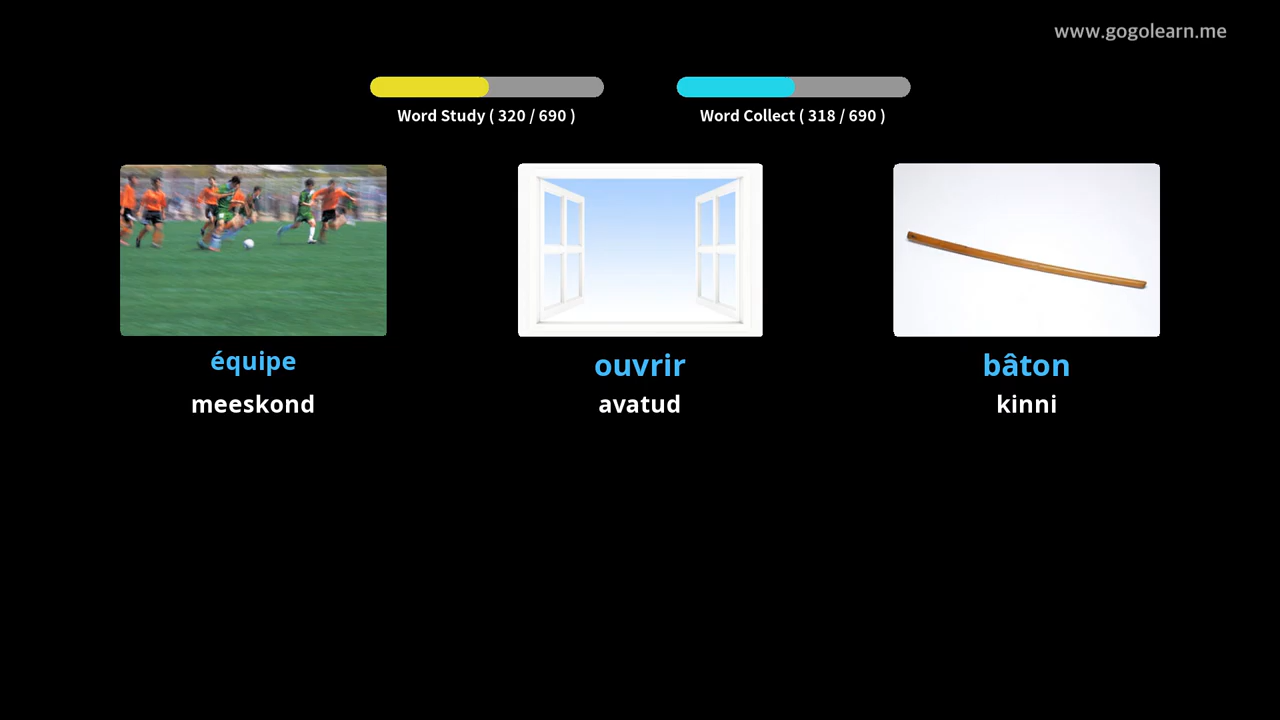 www.gogolearn.me
Word Study ( 320 / 690 )
Word Collect ( 318 / 690 )
équipe
ouvrir
bâton
meeskond
avatud
kinni